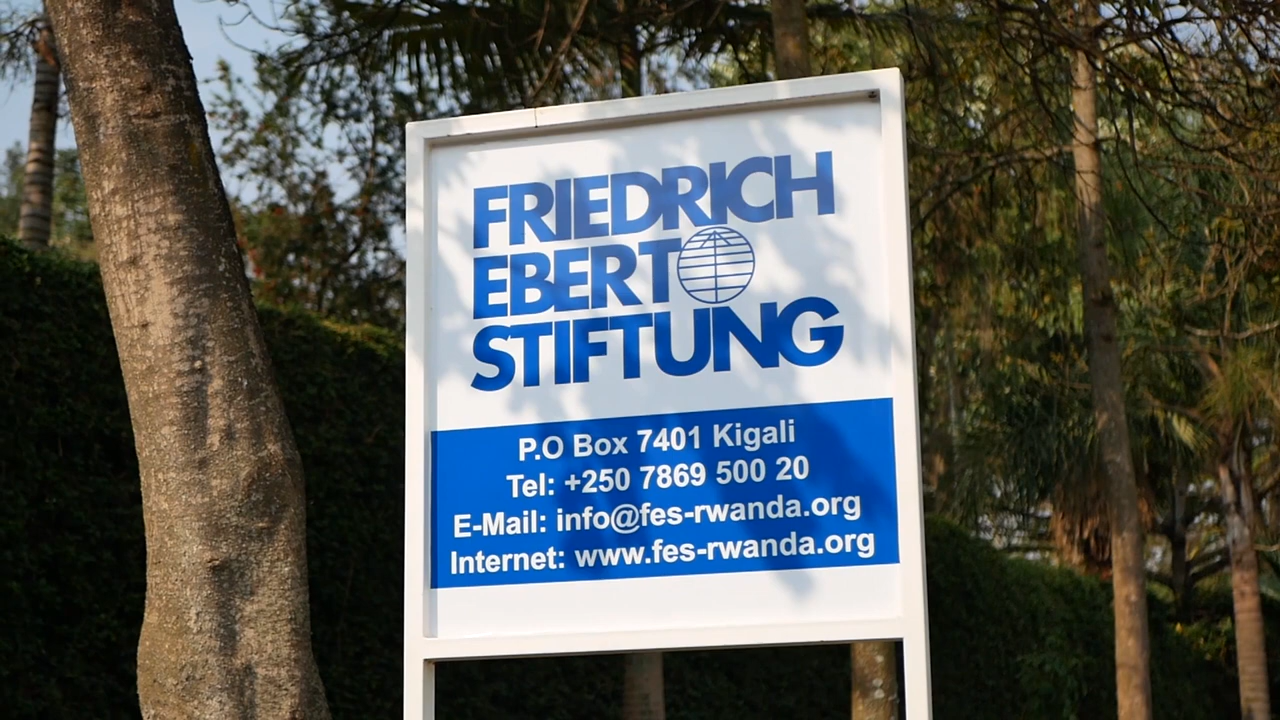 FRIEDRICH
EBERT
STIFTUNG
P.O Box 7401 Kigali
Tel: +250 7869 500 20
E-Mail: info@fes-rwanda.org
Internet: www.fes-rwanda.org